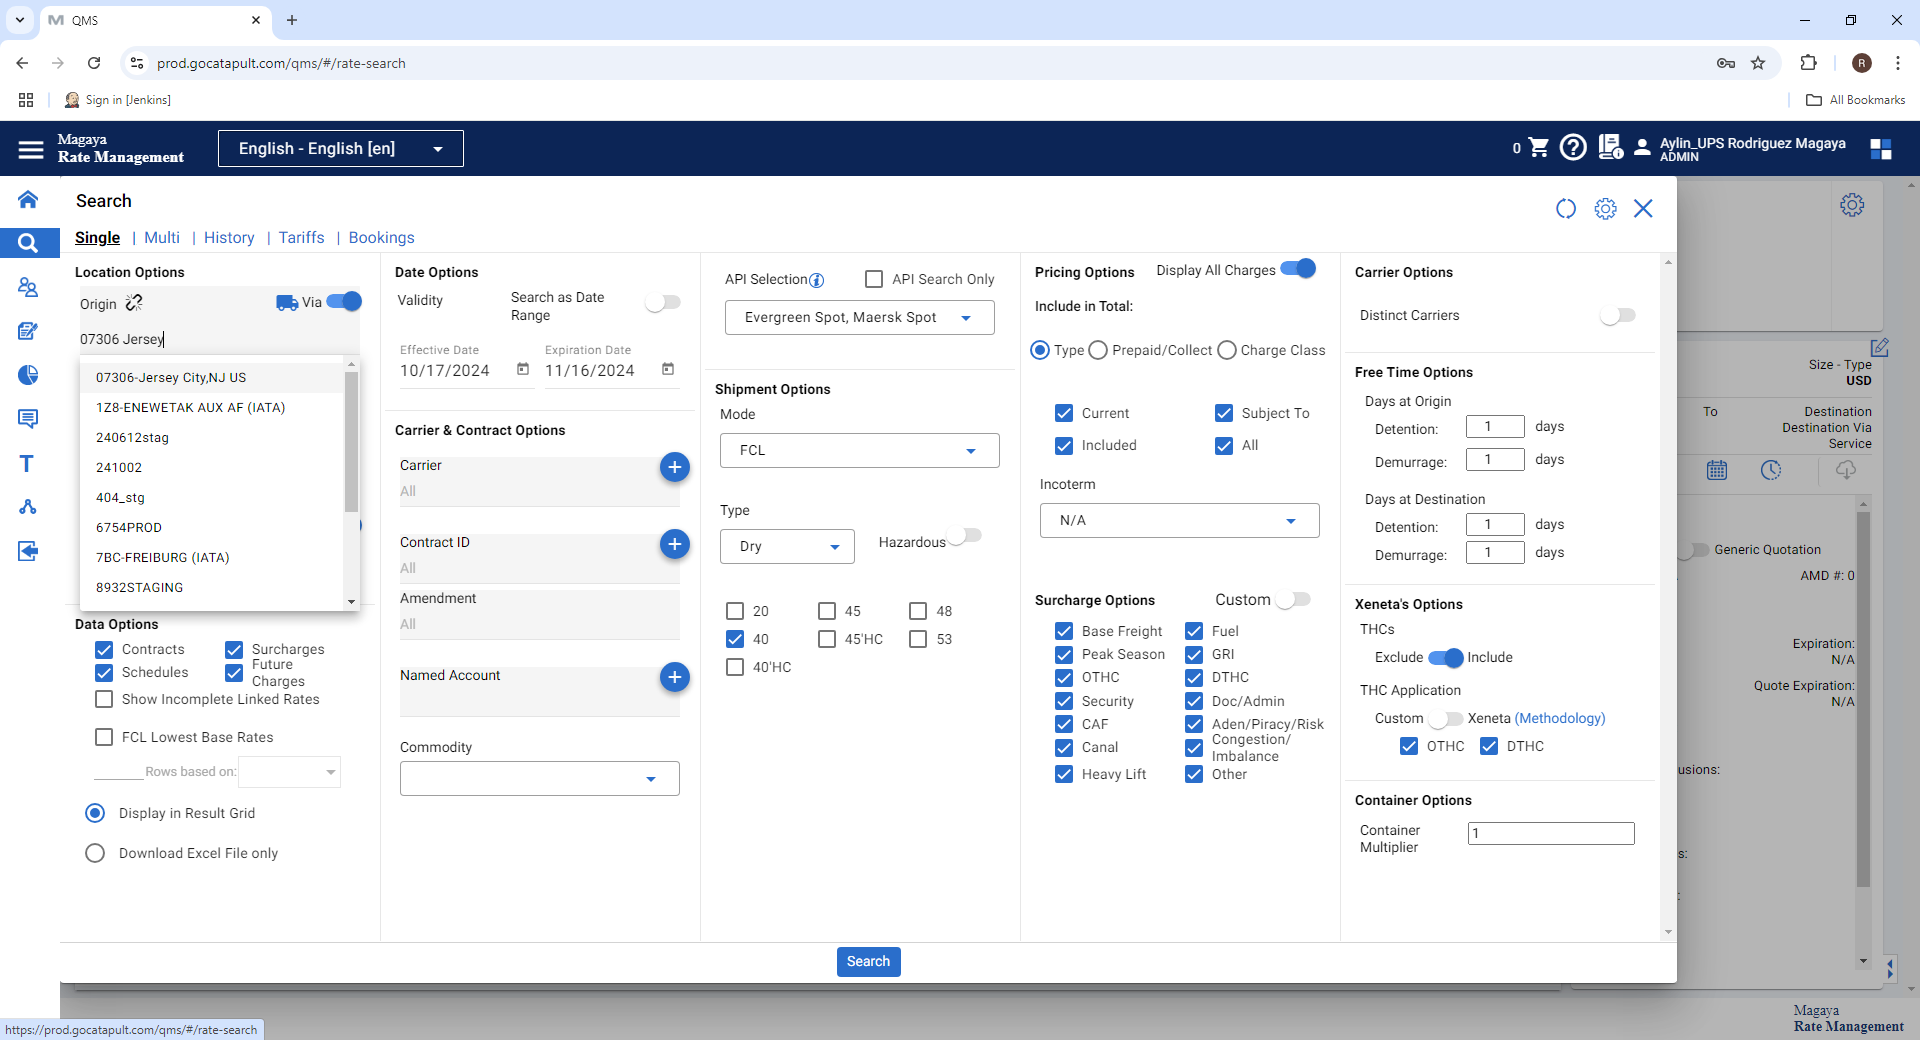 QMS
prod.gocatapult.com/qms/#/rate-search
R
Sign in [Jenkins]
All Bookmarks
Magaya
Rate Management
English - English [en]
0
Aylin_UPS Rodriguez Magaya
ADMIN
Search
Single | Multi | History | Tariffs | Bookings
Location Options
Origin
Via
07306 Jersey
07306-Jersey City,NJ US
1Z8-ENEWETAK AUX AF (IATA)
240612stag
241002
404_stg
6754PROD
7BC-FREIBURG (IATA)
8932STAGING
Data Options
Contracts
Surcharges
Schedules
Future
Charges
Show Incomplete Linked Rates
FCL Lowest Base Rates
Rows based on:
Display in Result Grid
Download Excel File only
Date Options
Validity
Search as Date
Range
Effective Date
10/17/2024
Expiration Date
11/16/2024
Carrier & Contract Options
Carrier
All
Contract ID
All
Amendment
All
Named Account
Commodity
API Selection
API Search Only
Evergreen Spot, Maersk Spot
Shipment Options
Mode
FCL
Type
Dry
Hazardous
20
45
48
40
45'HC
53
40'HC
Pricing Options
Display All Charges
Include in Total:
Type
Prepaid/Collect
Charge Class
Current
Subject To
Included
All
Incoterm
N/A
Surcharge Options
Custom
Base Freight
Fuel
Peak Season
GRI
OTHC
DTHC
Security
Doc/Admin
CAF
Aden/Piracy/Risk
Canal
Congestion/
Imbalance
Heavy Lift
Other
Carrier Options
Distinct Carriers
Free Time Options
Days at Origin
Detention: 1 days
Demurrage: 1 days
Days at Destination
Detention: 1 days
Demurrage: 1 days
Xeneta's Options
THCs
Exclude
Include
THC Application
Custom
Xeneta (Methodology)
OTHC
DTHC
Container Options
Container
Multiplier
1
Search
Size - Type
USD
To
Destination
Destination Via
Service
Generic Quotation
AMD #: 0
Expiration:
N/A
Quote Expiration:
N/A
usions:
s:
Magaya
Rate Management
https://prod.gocatapult.com/qms/#/rate-search